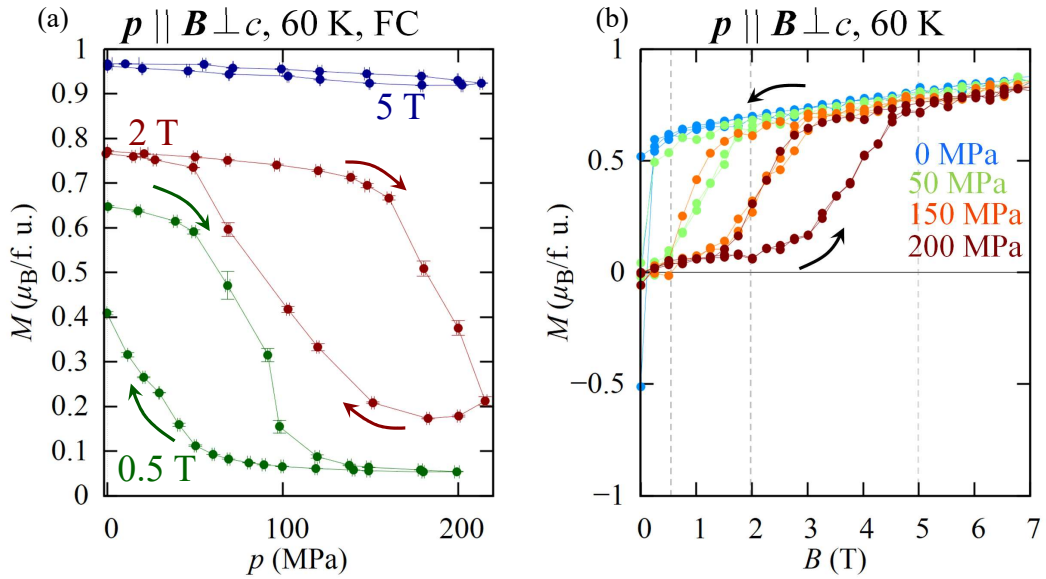 (a)
p || B ⊥ c, 60 K, FC
1
0.9
0.8
0.7
0.6
0.5
0.4
0.3
0.2
0.1
0
M (μB/f. u.)
5 T
2 T
0.5 T
0 100 200
p (MPa)
(b)
p || B ⊥ c, 60 K
1
0.5
0
−0.5
−1
M (μB/f. u.)
0 MPa
50 MPa
150 MPa
200 MPa
0 1 2 3 4 5 6 7
B (T)